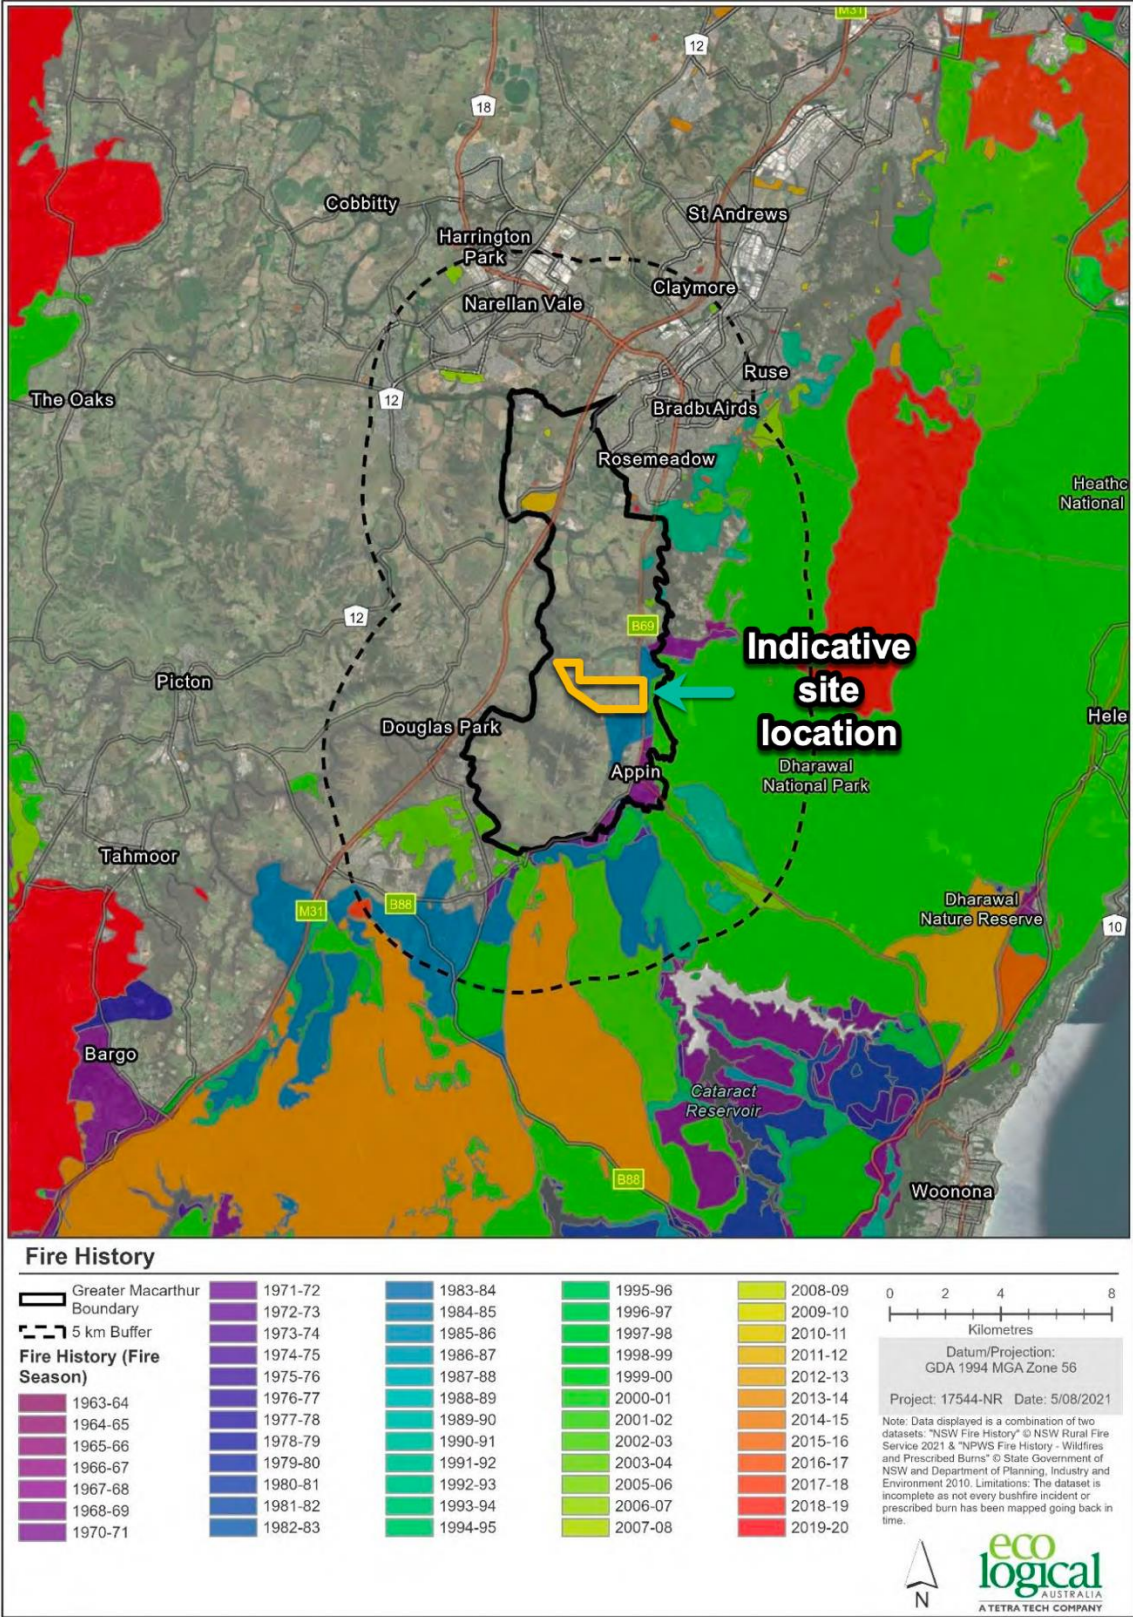 M31
12
18
Cobbitty
St Andrews
Harrington
Park
Claymore
Narellan Vale
Ruse
The Oaks
12
BradbuAirds
Rosemeadow
Heathc
National
12
B69
Indicative
site
location
Picton
Douglas Park
Hele
Appin
Dharawal
National Park
Tahmoor
B88
M31
Dharawal
Nature Reserve
10
Bargo
Cataract
Reservoir
B88
Woonona
Fire History
Greater Macarthur
Boundary
5 km Buffer
Fire History (Fire
Season)
1963-64
1964-65
1965-66
1966-67
1967-68
1968-69
1970-71
1971-72
1972-73
1973-74
1974-75
1975-76
1976-77
1977-78
1978-79
1979-80
1980-81
1981-82
1982-83
1983-84
1984-85
1985-86
1986-87
1987-88
1988-89
1989-90
1990-91
1991-92
1992-93
1993-94
1994-95
1995-96
1996-97
1997-98
1998-99
1999-00
2000-01
2001-02
2002-03
2003-04
2005-06
2006-07
2007-08
2008-09
2009-10
2010-11
2011-12
2012-13
2013-14
2014-15
2015-16
2016-17
2017-18
2018-19
2019-20
0 2 4 8
Kilometres
Datum/Projection:
GDA 1994 MGA Zone 56
Project: 17544-NR Date: 5/08/2021
Note: Data displayed is a combination of two
datasets: "NSW Fire History" © NSW Rural Fire
Service 2021 & "NPWS Fire History - Wildfires
and Prescribed Burns" © State Government of
NSW and Department of Planning, Industry and
Environment 2010. Limitations: The dataset is
incomplete as not every bushfire incident or
prescribed burn has been mapped going back in
time.
N
eco
logical
AUSTRALIA
A TETRA TECH COMPANY